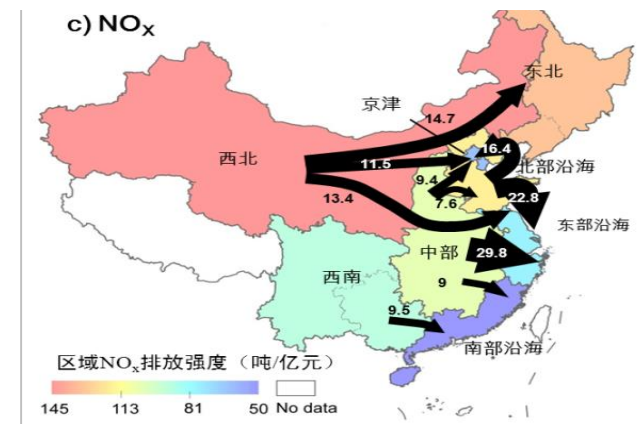 c) NOX
东北
京津
14.7
16.4
西北
11.5
北部沿海
9.4
13.4
7.6
22.8
东部沿海
中部
29.8
西南
9
9.5
南部沿海
区域NOx排放强度（吨/亿元）
145 113 81 50 No data